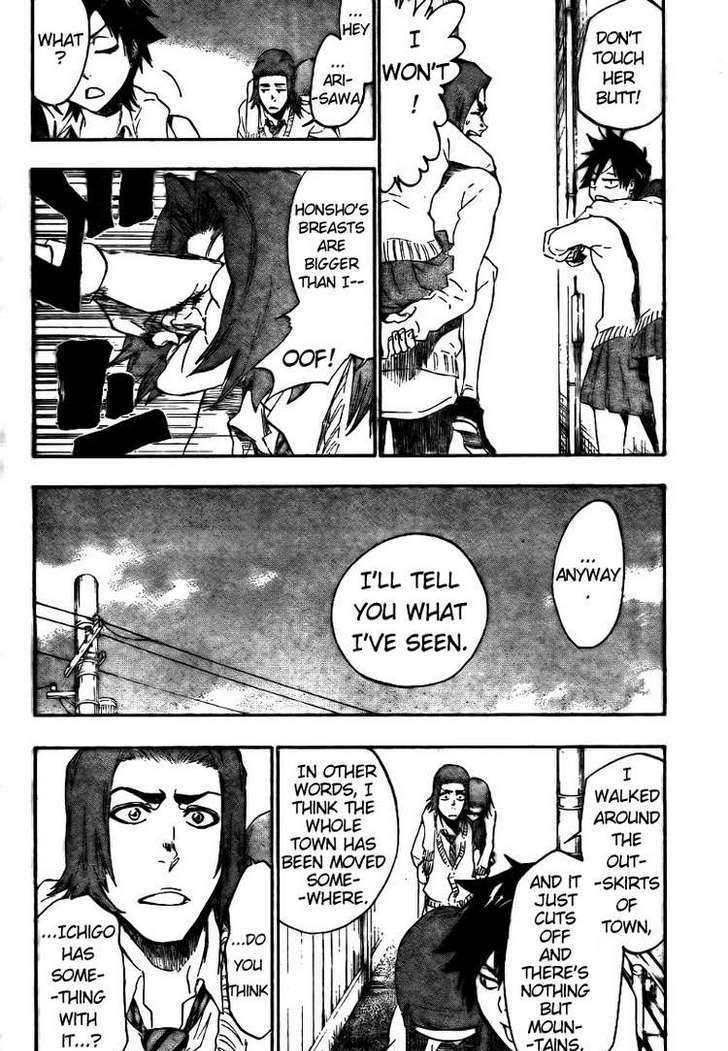 DON'T
TOUCH
HER
BUTT!
I
WON'T
!
HEY
...
ARI-
-SAWA
WHAT
?
HONSHO'S
BREASTS
ARE
BIGGER
THAN I--
OOF!
...
ANYWAY
.
I'LL TELL
YOU WHAT
I'VE SEEN.
I
WALKED
AROUND
THE
OUT-
-SKIRTS
OF
TOWN,
AND IT
JUST
CUTS
OFF
AND
THERE'S
NOTHING
BUT
MOUN-
-TAINS.
IN OTHER
WORDS, I
THINK THE
WHOLE
TOWN HAS
BEEN MOVED
SOME-
-WHERE.
...DO
YOU
THINK
...ICHIGO
HAS
SOME-
-THING
WITH
IT...?